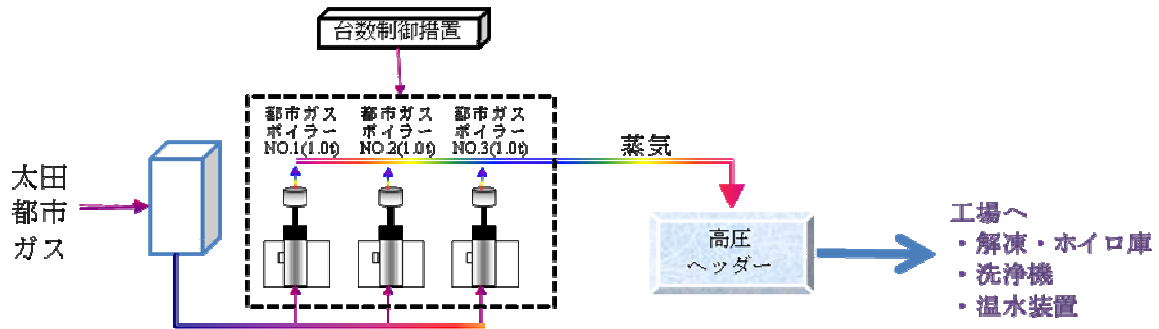 台数制御措置
都市ガス
ボイラー
NO.1(1.0t)
都市ガス
ボイラー
NO.2(1.0t)
都市ガス
ボイラー
NO.3(1.0t)
蒸気
太田
都市
ガス
高圧
ヘッダー
工場へ
・解凍・ホイロ庫
・洗浄機
・温水装置